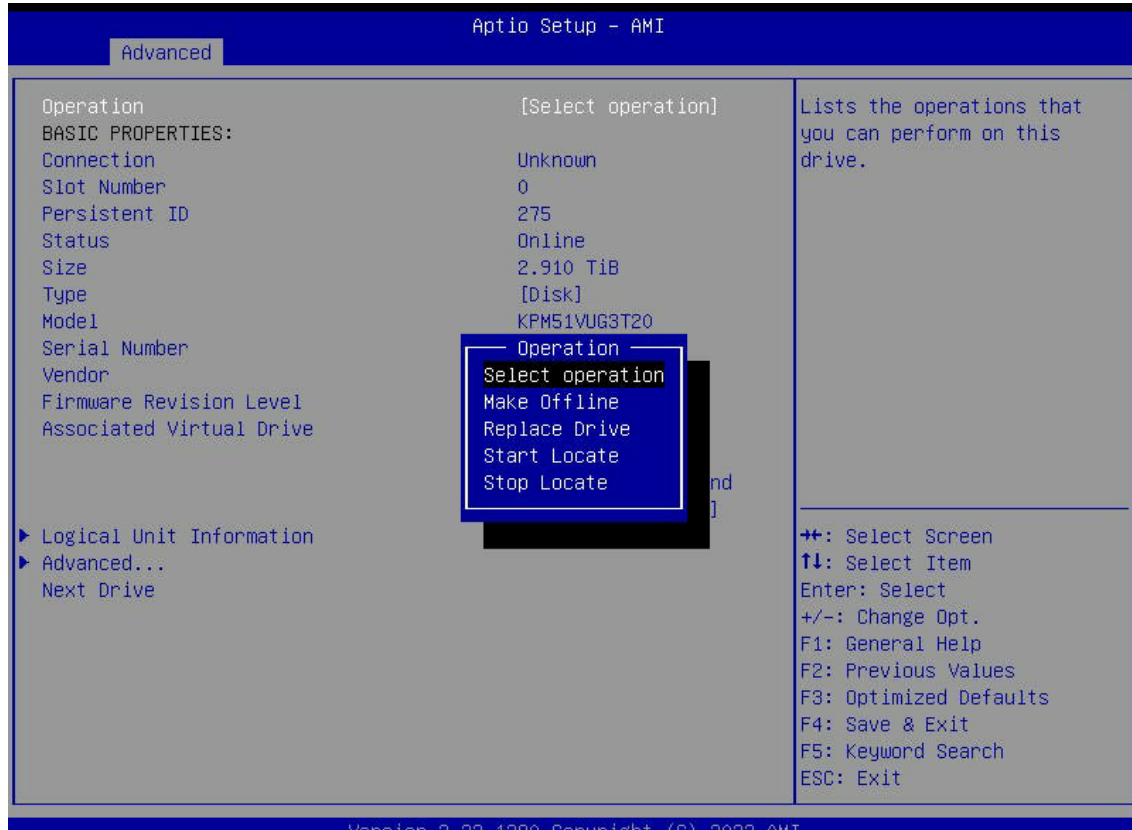 Aptio Setup – AMI
Advanced
Operation [Select operation]
BASIC PROPERTIES:
Connection Unknown
Slot Number 0
Persistent ID 275
Status Online
Size 2.910 TiB
Type [Disk]
Model KPM51VUG3T20
Serial Number
Vendor
Firmware Revision Level
Associated Virtual Drive
nd
]
Operation
Select operation
Make Offline
Replace Drive
Start Locate
Stop Locate
▶ Logical Unit Information
▶ Advanced...
Next Drive
Lists the operations that
you can perform on this
drive.
→←: Select Screen
↑↓: Select Item
Enter: Select
+/-: Change Opt.
F1: General Help
F2: Previous Values
F3: Optimized Defaults
F4: Save & Exit
F5: Keyword Search
ESC: Exit
Copyright (C) 2022 AMI